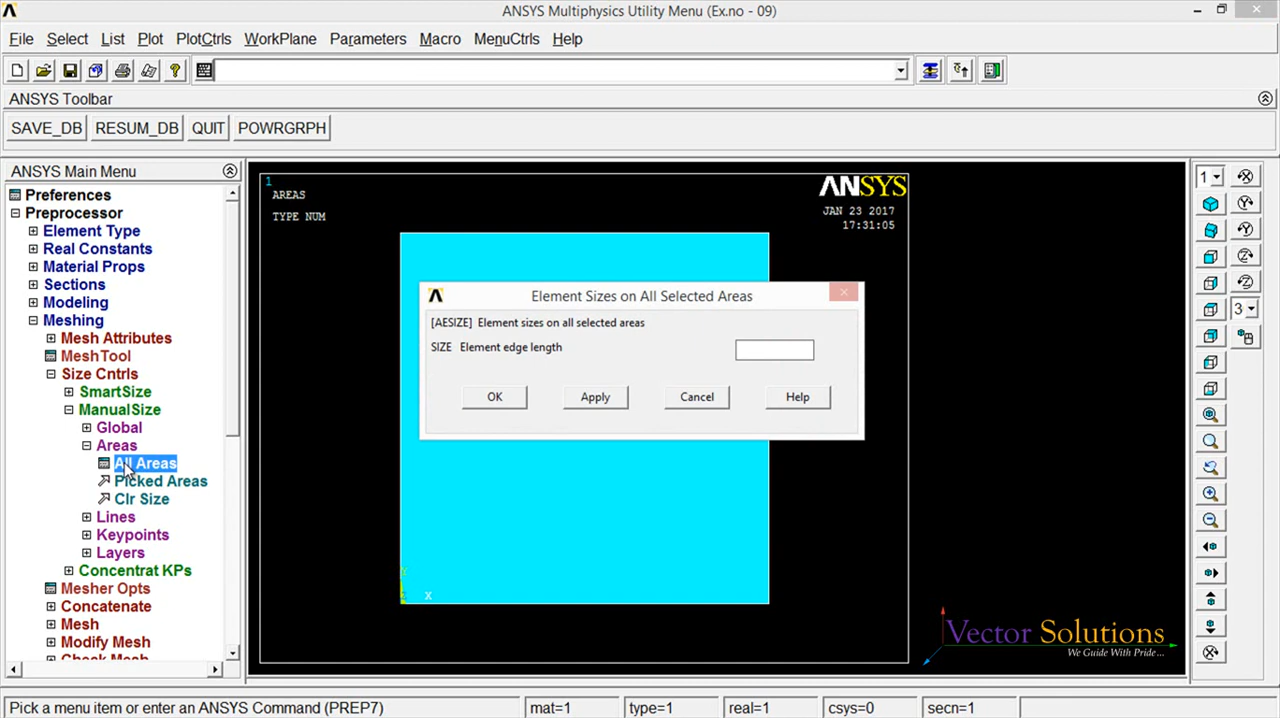 ANSYS Multiphysics Utility Menu (Ex.no - 09)
File Select List Plot PlotCtrls WorkPlane Parameters Macro MenuCtrls Help
ANSYS Toolbar
SAVE_DB RESUM_DB QUIT POWRGRPH
ANSYS Main Menu
Preferences
Preprocessor
Element Type
Real Constants
Material Props
Sections
Modeling
Meshing
Mesh Attributes
MeshTool
Size Cntrls
SmartSize
ManualSize
Global
Areas
All Areas
Picked Areas
Clr Size
Lines
Keypoints
Layers
Concentrat KPs
Mesher Opts
Concatenate
Mesh
Modify Mesh
Check Mesh
1
AREAS
TYPE NUM
ANSYS
JAN 23 2017
17:31:05
Element Sizes on All Selected Areas
[AESIZE] Element sizes on all selected areas
SIZE Element edge length
OK Apply Cancel Help
Y
Z X
1
3
Vector Solutions
We Guide With Pride...
Pick a menu item or enter an ANSYS Command (PREP7) mat=1 type=1 real=1 csys=0 secn=1